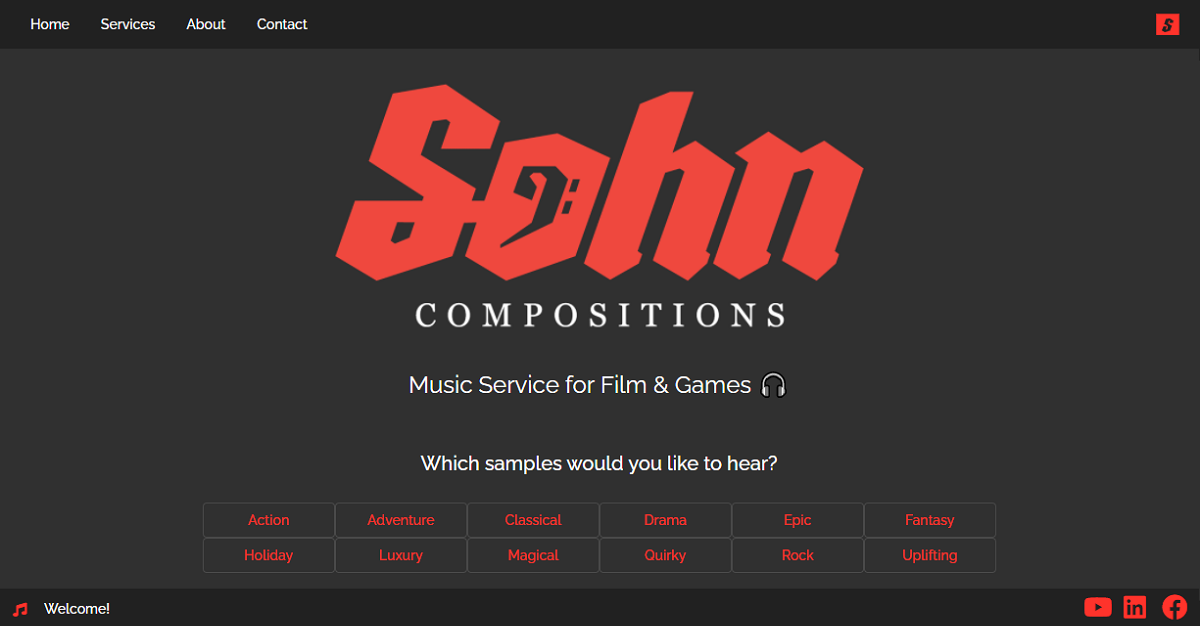 Home Services About Contact
S
Sohn
COMPOSITIONS
Music Service for Film & Games
Which samples would you like to hear?
Action Adventure Classical Drama Epic Fantasy
Holiday Luxury Magical Quirky Rock Uplifting
Welcome!